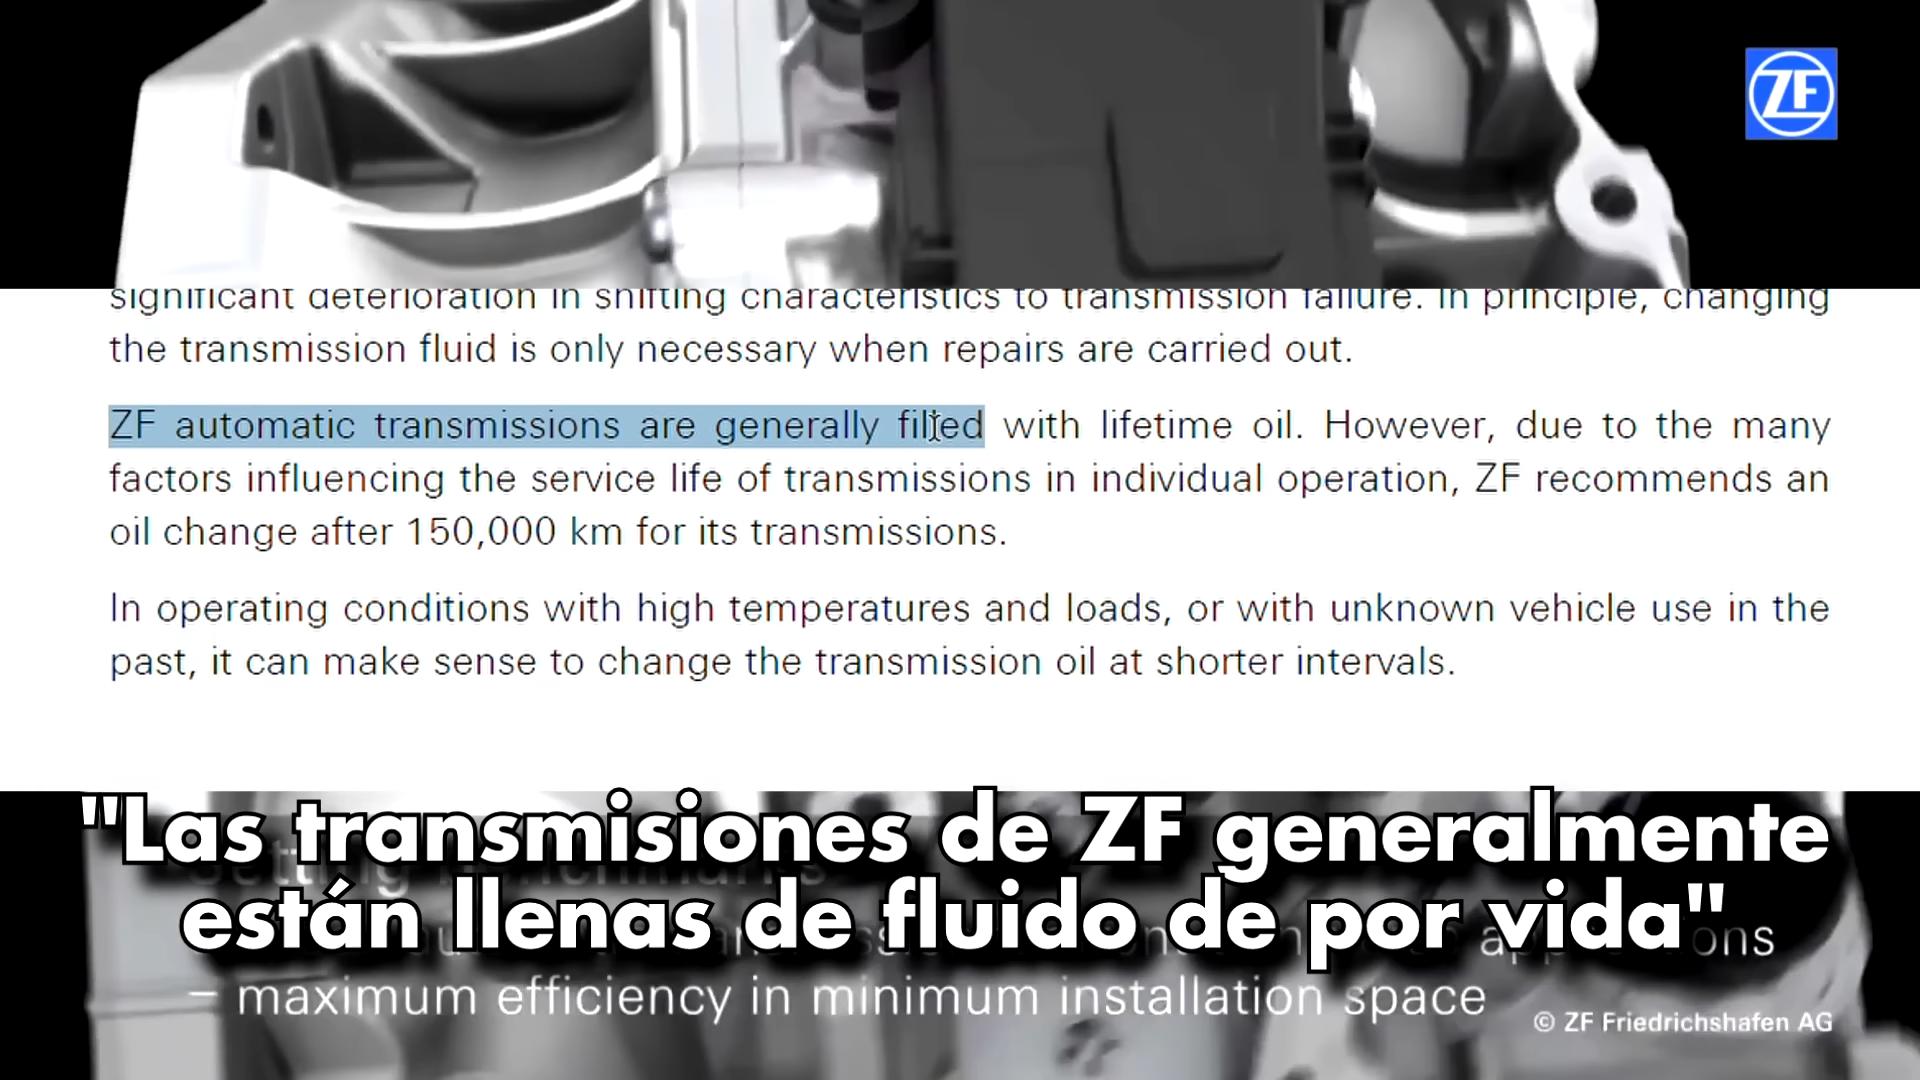 ZF
significant deterioration in shifting characteristics to transmission failure. In principle, changing
the transmission fluid is only necessary when repairs are carried out.
ZF automatic transmissions are generally filled with lifetime oil. However, due to the many
factors influencing the service life of transmissions in individual operation, ZF recommends an
oil change after 150,000 km for its transmissions.
In operating conditions with high temperatures and loads, or with unknown vehicle use in the
past, it can make sense to change the transmission oil at shorter intervals.
"Las transmisiones de ZF generalmente
están llenas de fluido de por vida"
– maximum efficiency in minimum installation space
© ZF Friedrichshafen AG